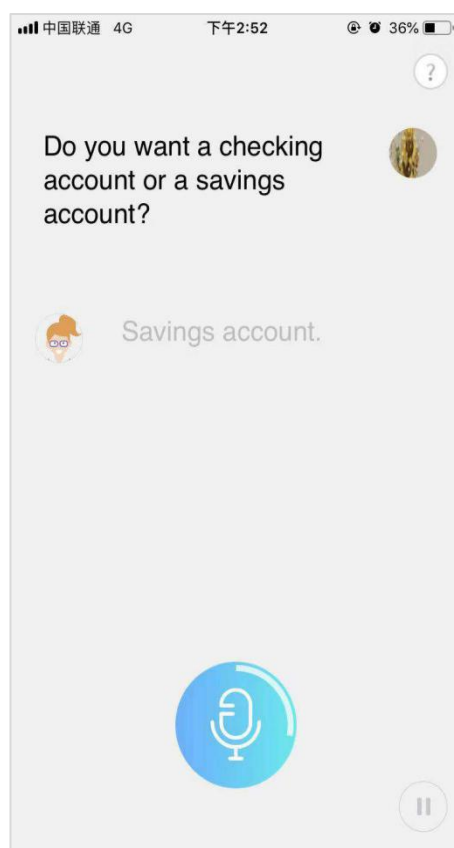 中国联通 4G 下午2:52 36%
?
Do you want a checking
account or a savings
account?
Savings account.